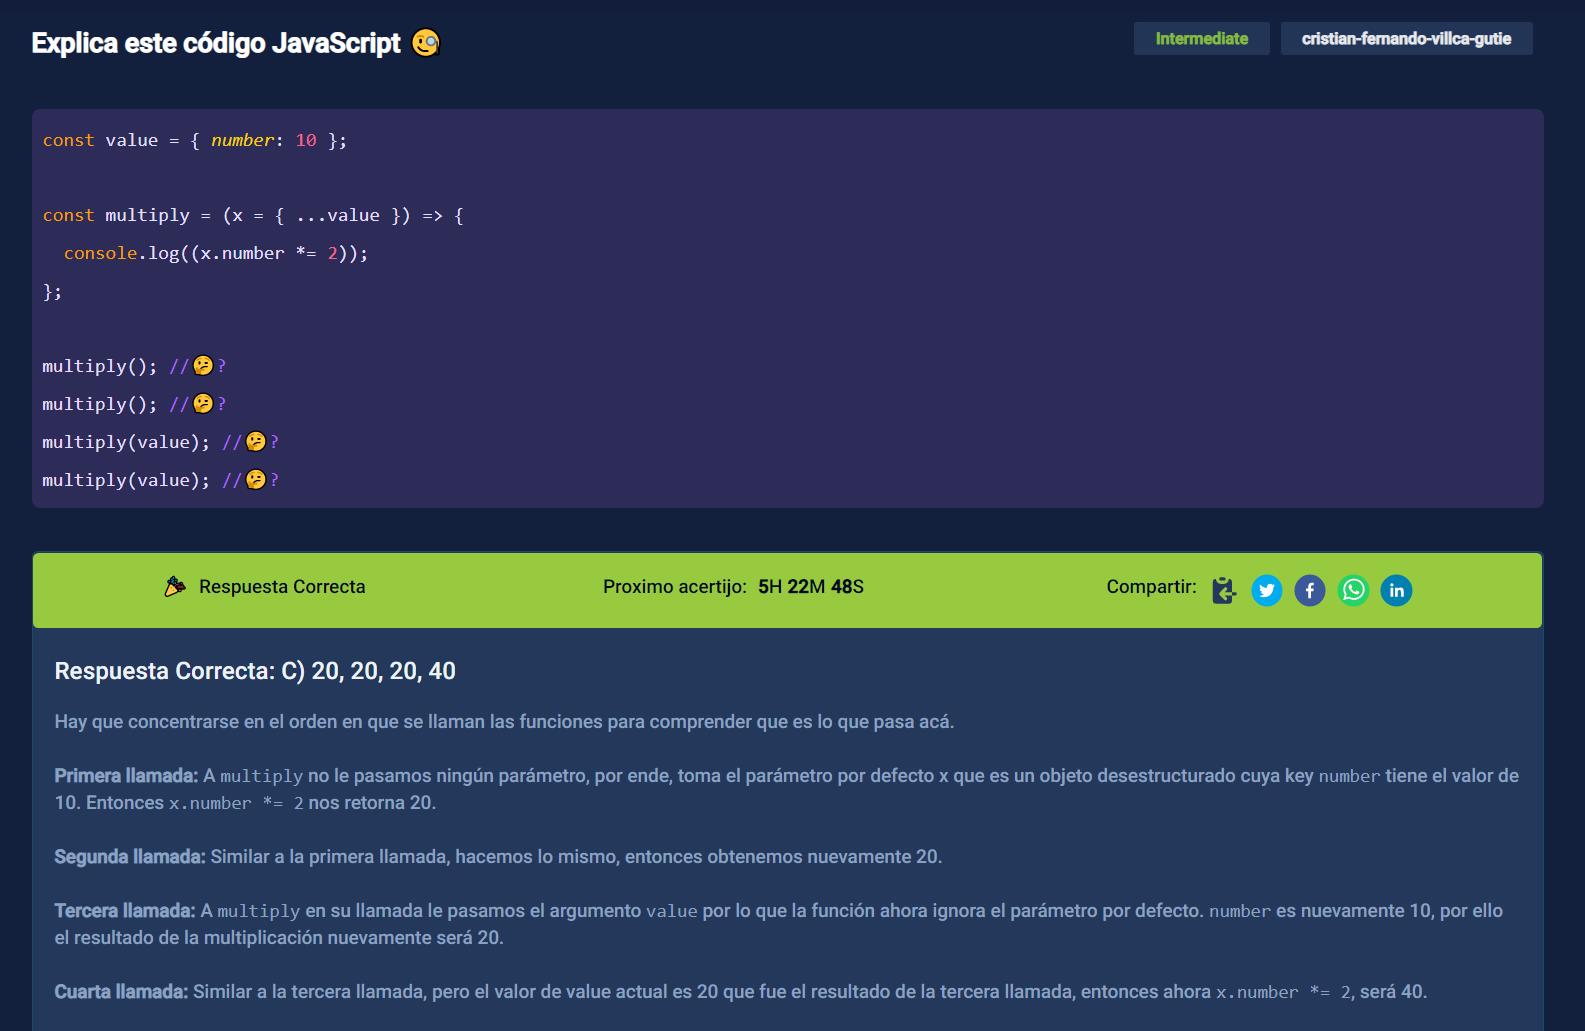 Explica este código JavaScript 🧐
Intermediate
cristian-fernando-villca-gutie
const value = { number: 10 };
const multiply = (x = { ...value }) => {
  console.log((x.number *= 2));
};
multiply(); //🤔?
multiply(); //🤔?
multiply(value); //🤔?
multiply(value); //🤔?
🎉 Respuesta Correcta
Proximo acertijo: 5H 22M 48S
Compartir:
Respuesta Correcta: C) 20, 20, 20, 40
Hay que concentrarse en el orden en que se llaman las funciones para comprender que es lo que pasa acá.
Primera llamada: A multiply no le pasamos ningún parámetro, por ende, toma el parámetro por defecto x que es un objeto desestructurado cuya key number tiene el valor de
10. Entonces x.number *= 2 nos retorna 20.
Segunda llamada: Similar a la primera llamada, hacemos lo mismo, entonces obtenemos nuevamente 20.
Tercera llamada: A multiply en su llamada le pasamos el argumento value por lo que la función ahora ignora el parámetro por defecto. number es nuevamente 10, por ello
el resultado de la multiplicación nuevamente será 20.
Cuarta llamada: Similar a la tercera llamada, pero el valor de value actual es 20 que fue el resultado de la tercera llamada, entonces ahora x.number *= 2, será 40.